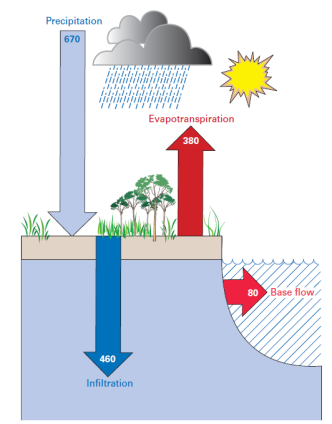 Precipitation
670
Evapotranspiration
380
80 Base flow
460
Infiltration